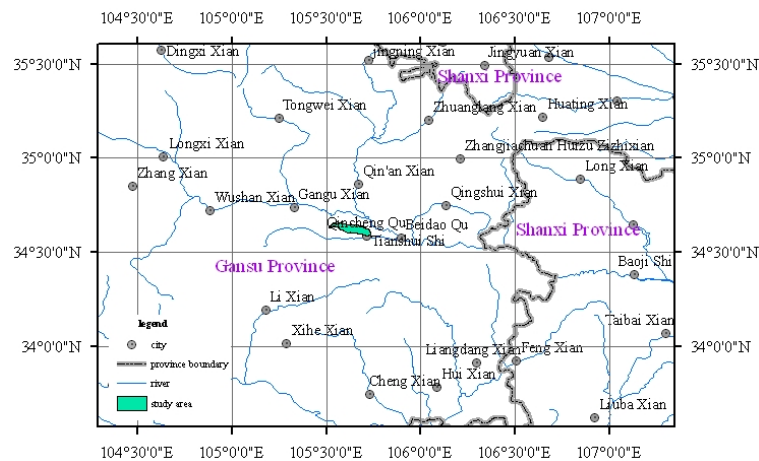 104°30'0"E 105°0'0"E 105°30'0"E 106°0'0"E 106°30'0"E 107°0'0"E
35°30'0"N 35°30'0"N
Dingxi Xian
Jingning Xian
Jingyuan Xian
Shanxi Province
Tongwei Xian
Zhuanglang Xian
Huating Xian
35°0'0"N 35°0'0"N
Longxi Xian
Zhangjiachuan Huizu Zizhixian
Zhang Xian
Qin'an Xian
Long Xian
Wushan Xian
Gangu Xian
Qingshui Xian
Qincheng Qu
Beidao Qu
Shanxi Province
Tianshui Shi
34°30'0"N 34°30'0"N
Gansu Province
Baoji Shi
Li Xian
Taibai Xian
legend
city
Xihe Xian
34°0'0"N 34°0'0"N
Liangdang Xian
Feng Xian
province boundary
river
Cheng Xian
Hui Xian
study area
Liuba Xian
104°30'0"E 105°0'0"E 105°30'0"E 106°0'0"E 106°30'0"E 107°0'0"E